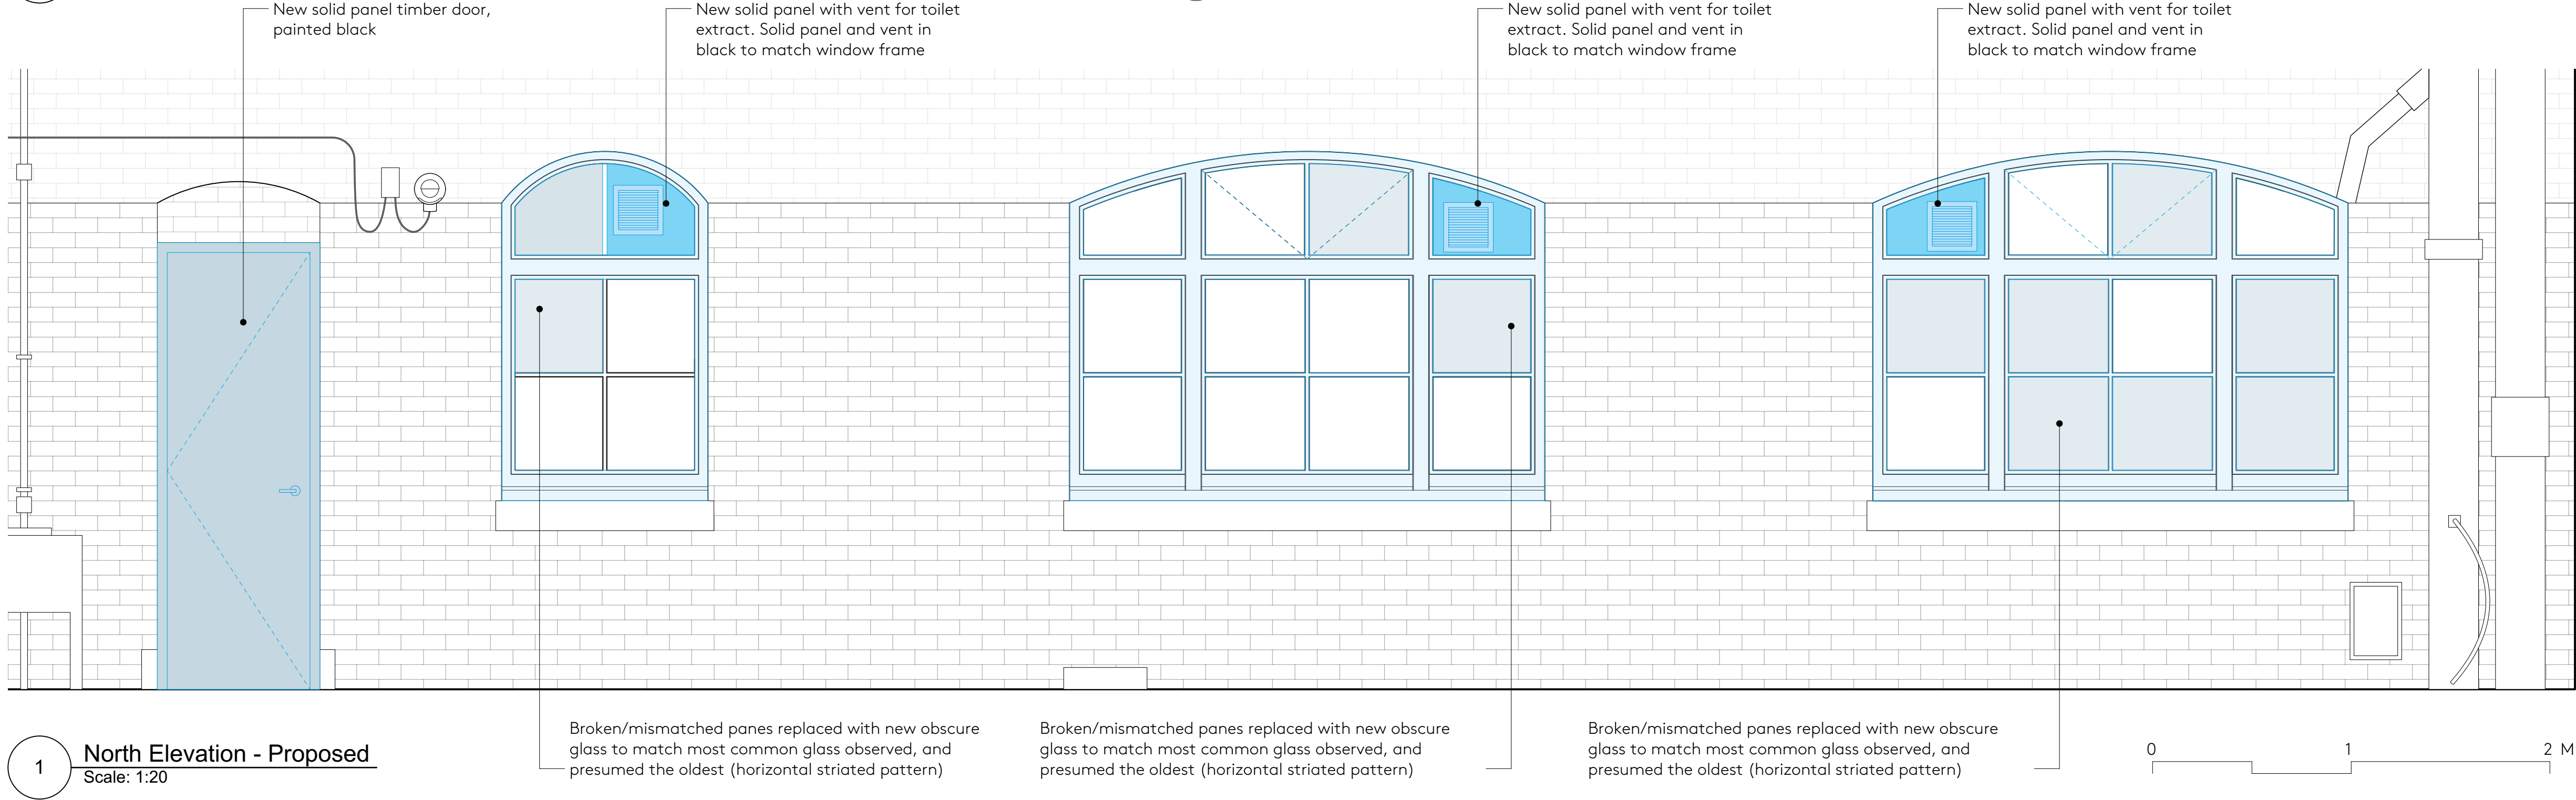 New solid panel timber door,
painted black
New solid panel with vent for toilet
extract. Solid panel and vent in
black to match window frame
New solid panel with vent for toilet
extract. Solid panel and vent in
black to match window frame
New solid panel with vent for toilet
extract. Solid panel and vent in
black to match window frame
Broken/mismatched panes replaced with new obscure
glass to match most common glass observed, and
presumed the oldest (horizontal striated pattern)
Broken/mismatched panes replaced with new obscure
glass to match most common glass observed, and
presumed the oldest (horizontal striated pattern)
Broken/mismatched panes replaced with new obscure
glass to match most common glass observed, and
presumed the oldest (horizontal striated pattern)
1
North Elevation - Proposed
Scale: 1:20
0 1 2 M